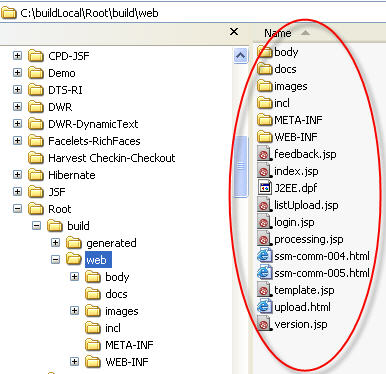 C:\buildLocal\Root\build\web
CPD-JSF
Demo
DTS-RI
DWR
DWR-DynamicText
Facelets-RichFaces
Harvest Checkin-Checkout
Hibernate
JSF
Root
build
generated
web
body
docs
images
incl
META-INF
WEB-INF
Name
body
docs
images
incl
META-INF
WEB-INF
feedback.jsp
index.jsp
J2EE.dpf
listUpload.jsp
login.jsp
processing.jsp
ssm-comm-004.html
ssm-comm-005.html
template.jsp
upload.html
version.jsp